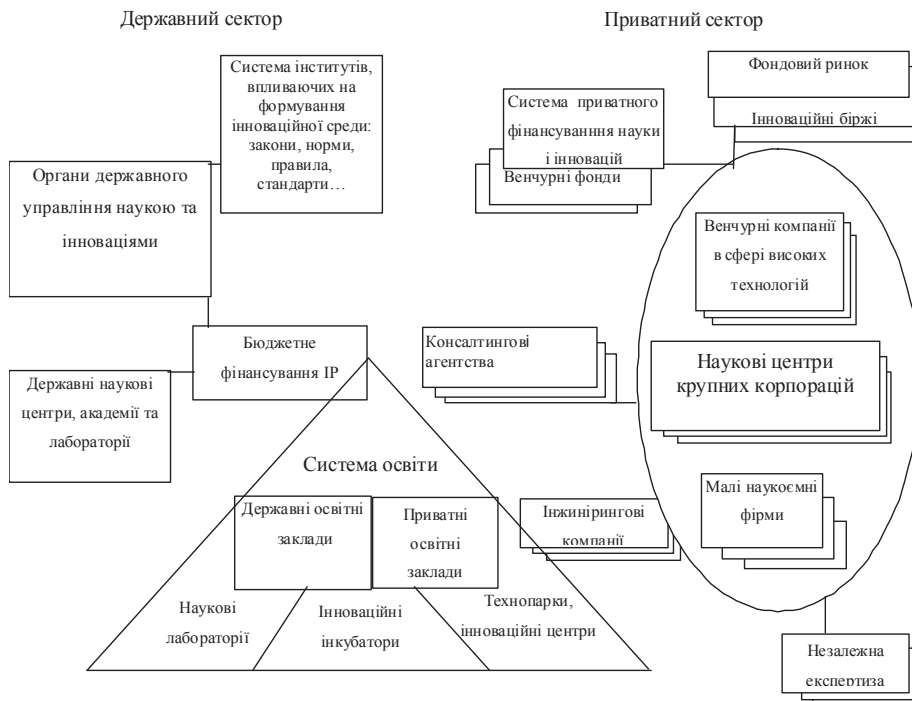 Державний сектор
Приватний сектор
Система інститутів,
впливаючих на
формування
інноваційної среди:
закони, норми,
правила,
стандарти…
Органи державного
управління наукою та
інноваціями
Бюджетне
фінансування ІР
Державні наукові
центри, академії та
лабораторії
Система освіти
Державні освітні
заклади
Приватні
освітні
заклади
Наукові
лабораторії
Інноваційні
інкубатори
Технопарки,
інноваційні центри
Фондовий ринок
Інноваційні біржі
Система приватного
фінансуванння науки
і інновацій
Венчурні фонди
Венчурні компанії
в сфері високих
технологій
Консалтингові
агентства
Наукові центри
крупних корпорацій
Малі наукоємні
фірми
Інжинірингові
компанії
Незалежна
експертиза